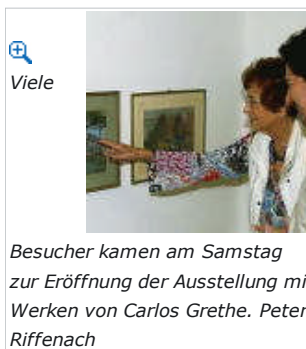 Viele
Besucher kamen am Samstag
zur Eröffnung der Ausstellung mi
Werken von Carlos Grethe. Peter
Riffenach